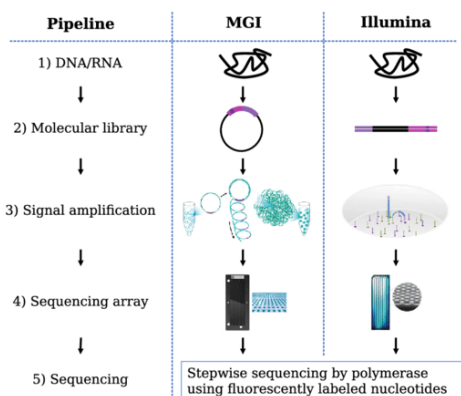 Pipeline MGI Illumina
1) DNA/RNA
2) Molecular library
3) Signal amplification
4) Sequencing array
5) Sequencing
Stepwise sequencing by polymerase
using fluorescently labeled nucleotides